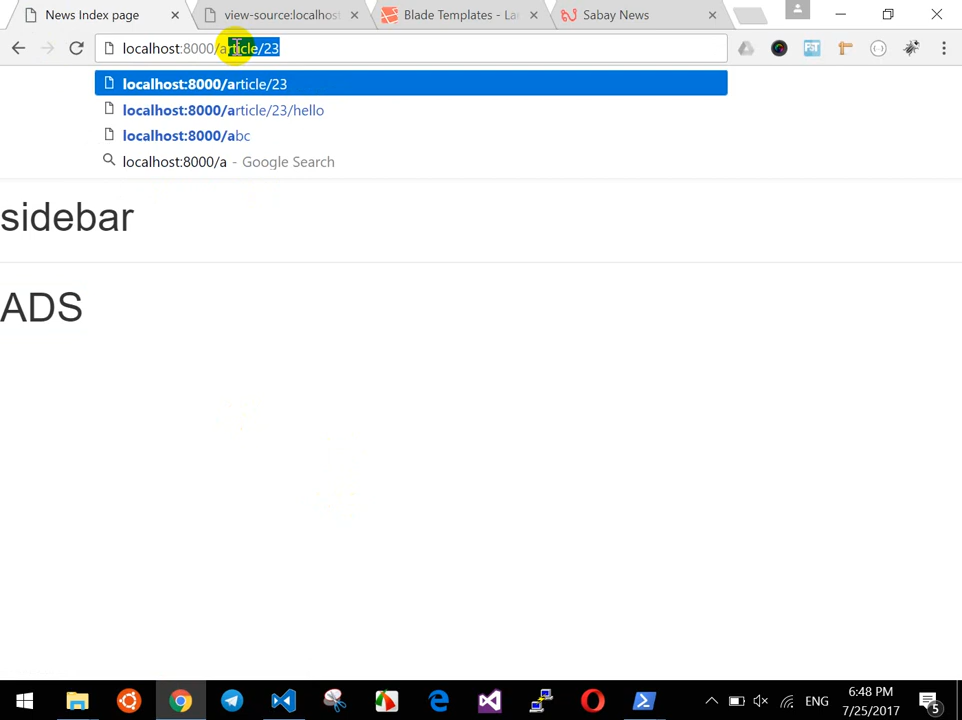 News Index page
view-source:localhost
Blade Templates - La
Sabay News
localhost:8000/article/23
localhost:8000/article/23
localhost:8000/article/23/hello
localhost:8000/abc
localhost:8000/a - Google Search
sidebar
ADS
ENG
6:48 PM
7/25/2017
5